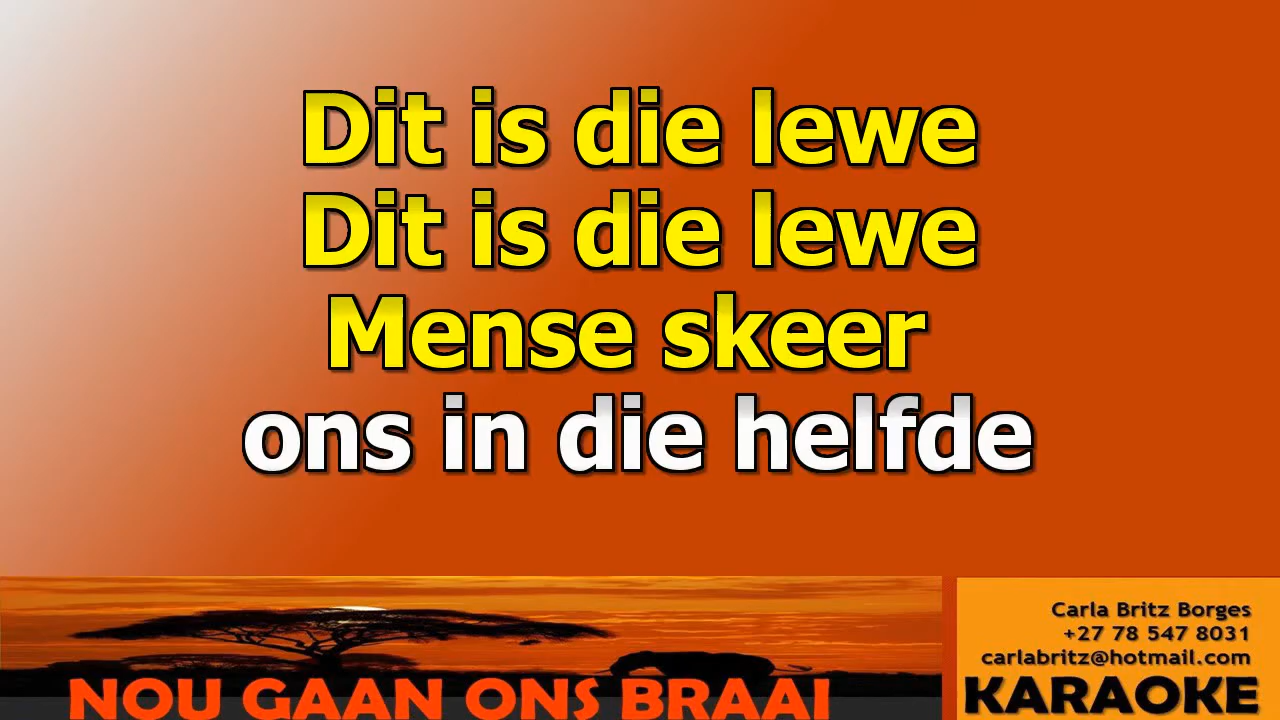 Dit is die lewe
Dit is die lewe
Mense skeer
ons in die helfde
Carla Britz Borges
+27 78 547 8031
carlabritz@hotmail.com
NOU GAAN ONS BRAAI
KARAOKE